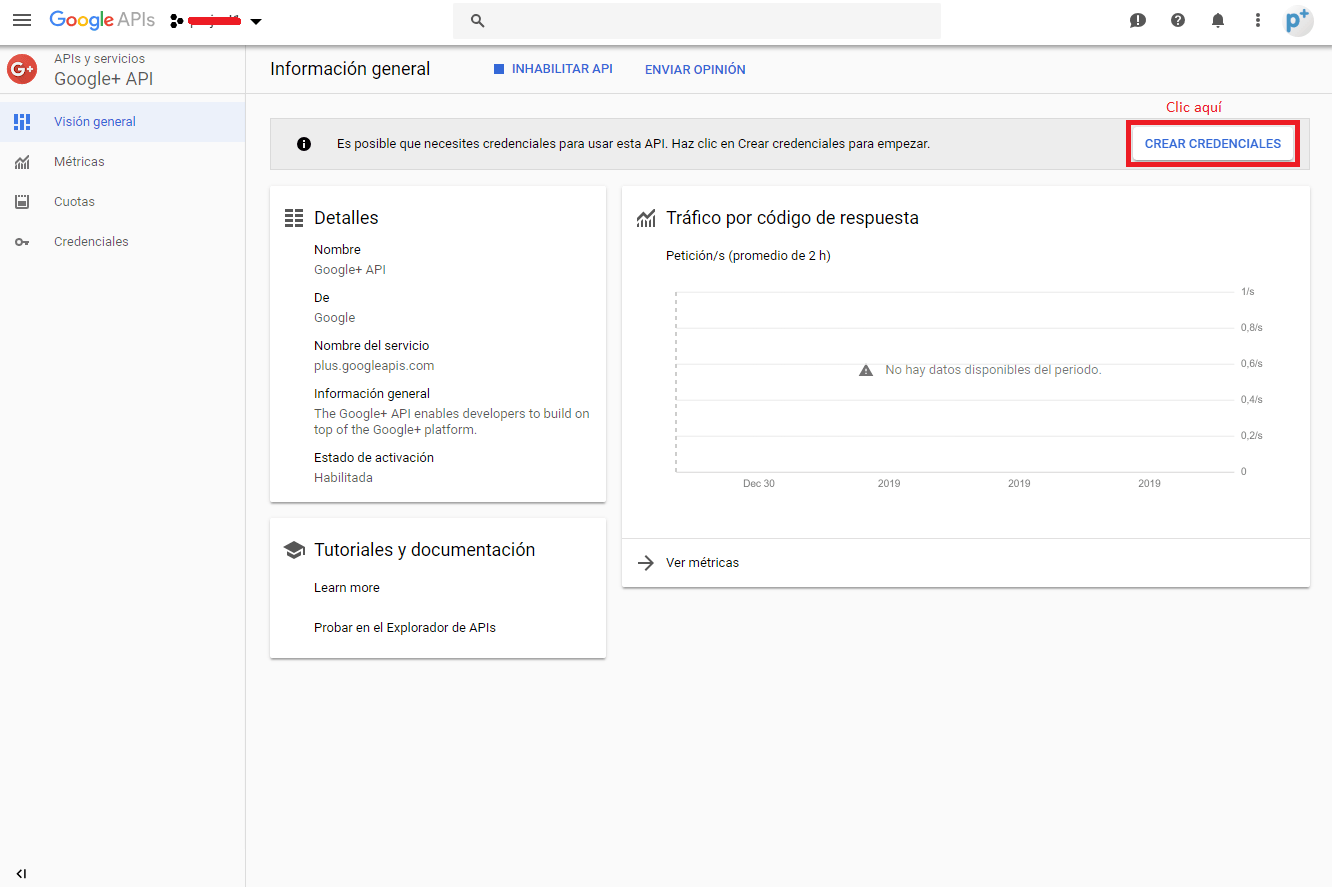 Google APIs
APIs y servicios
Google+ API
Información general
INHABILITAR API
ENVIAR OPINIÓN
Visión general
Métricas
Cuotas
Credenciales
Clic aquí
Es posible que necesites credenciales para usar esta API. Haz clic en Crear credenciales para empezar.
CREAR CREDENCIALES
Detalles
Nombre
Google+ API
De
Google
Nombre del servicio
plus.googleapis.com
Información general
The Google+ API enables developers to build on
top of the Google+ platform.
Estado de activación
Habilitada
Tutoriales y documentación
Learn more
Probar en el Explorador de APIs
Tráfico por código de respuesta
Petición/s (promedio de 2 h)
1/s
0,8/s
0,6/s
No hay datos disponibles del periodo.
0,4/s
0,2/s
0
Dec 30
2019
2019
2019
Ver métricas
G+
p+